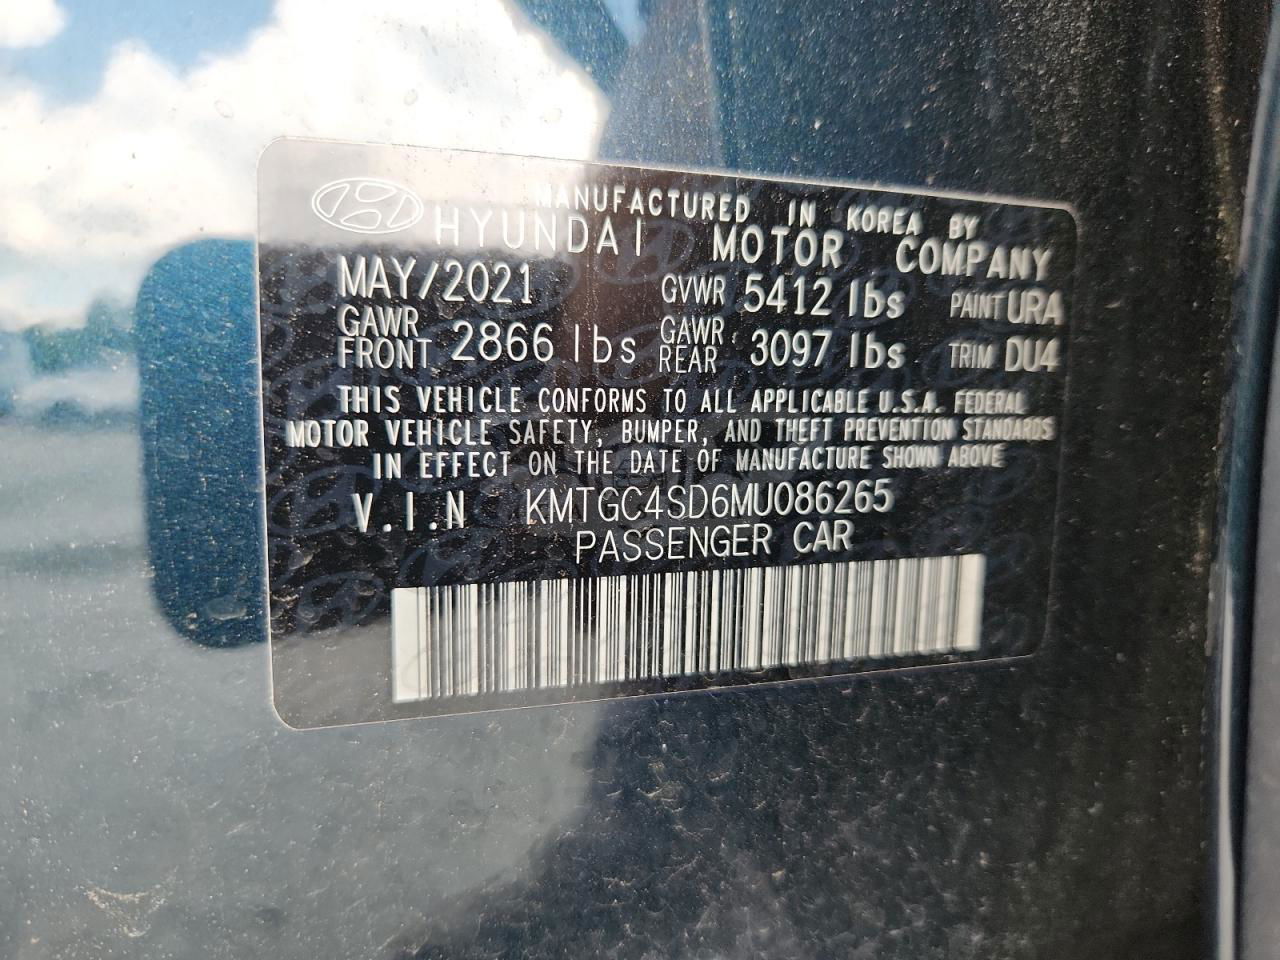 MANUFACTURED IN KOREA BY
HYUNDAI MOTOR COMPANY
MAY/2021 GVWR 5412 lbs PAINT URA
GAWR FRONT 2866 lbs GAWR REAR 3097 lbs TRIM DU4
THIS VEHICLE CONFORMS TO ALL APPLICABLE U.S.A. FEDERAL
MOTOR VEHICLE SAFETY, BUMPER, AND THEFT PREVENTION STANDARDS
IN EFFECT ON THE DATE OF MANUFACTURE SHOWN ABOVE
V.I.N KMTGC4SD6MU086265
PASSENGER CAR